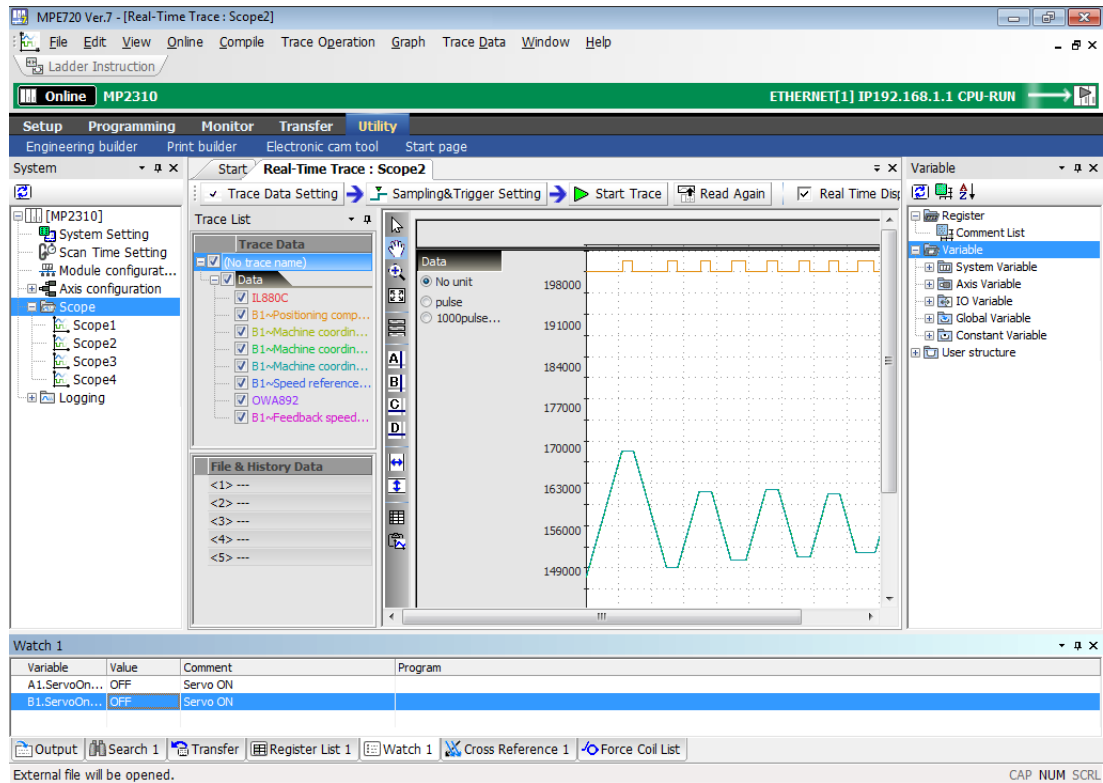 MPE720 Ver.7 - [Real-Time Trace : Scope2]
File Edit View Online Compile Trace Operation Graph Trace Data Window Help
Ladder Instruction
Online MP2310 ETHERNET[1] IP192.168.1.1 CPU-RUN
Setup Programming Monitor Transfer Utility
Engineering builder Print builder Electronic cam tool Start page
System
Start Real-Time Trace : Scope2
Variable
Trace Data Setting Sampling&Trigger Setting Start Trace Read Again Real Time Disp
[MP2310]
System Setting
Scan Time Setting
Module configurat...
Axis configuration
Scope
Scope1
Scope2
Scope3
Scope4
Logging
Trace List
Trace Data
(No trace name)
Data
IL880C
B1~Positioning comp...
B1~Machine coordin...
B1~Machine coordin...
B1~Machine coordin...
B1~Speed reference...
OWA892
B1~Feedback speed...
File & History Data
<1> ---
<2> ---
<3> ---
<4> ---
<5> ---
A
B
C
D
Data
No unit
pulse
1000pulse...
198000
191000
184000
177000
170000
163000
156000
149000
Register
Comment List
Variable
System Variable
Axis Variable
IO Variable
Global Variable
Constant Variable
User structure
Watch 1
Variable Value Comment Program
A1.ServoOn... OFF Servo ON
B1.ServoOn... OFF Servo ON
Output Search 1 Transfer Register List 1 Watch 1 Cross Reference 1 Force Coil List
External file will be opened. CAP NUM SCRL